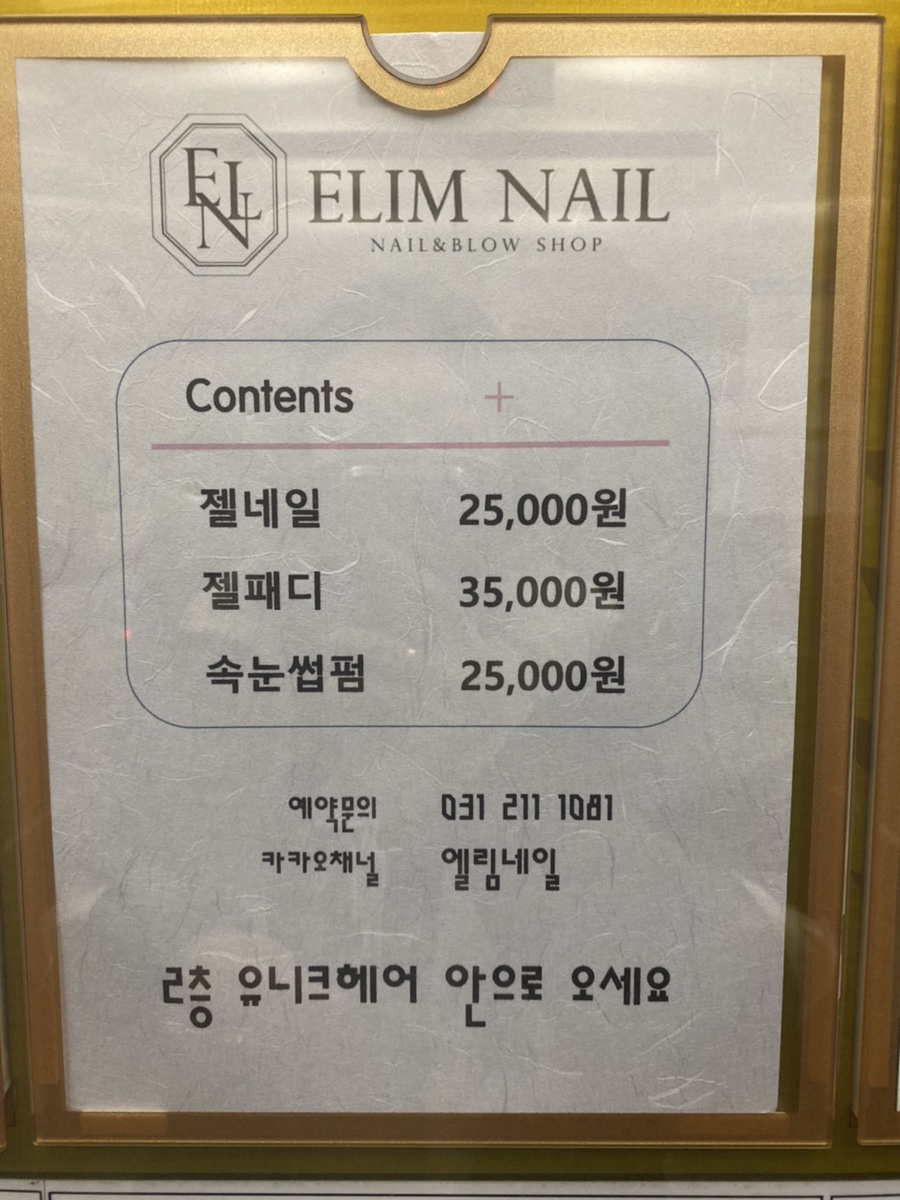 ELN
ELIM NAIL
NAIL&BLOW SHOP
Contents +
젤네일 25,000원
젤패디 35,000원
속눈썹펌 25,000원
예약문의 031 211 1081
카카오채널 엘림네일
2층 유니크헤어 안으로 오세요